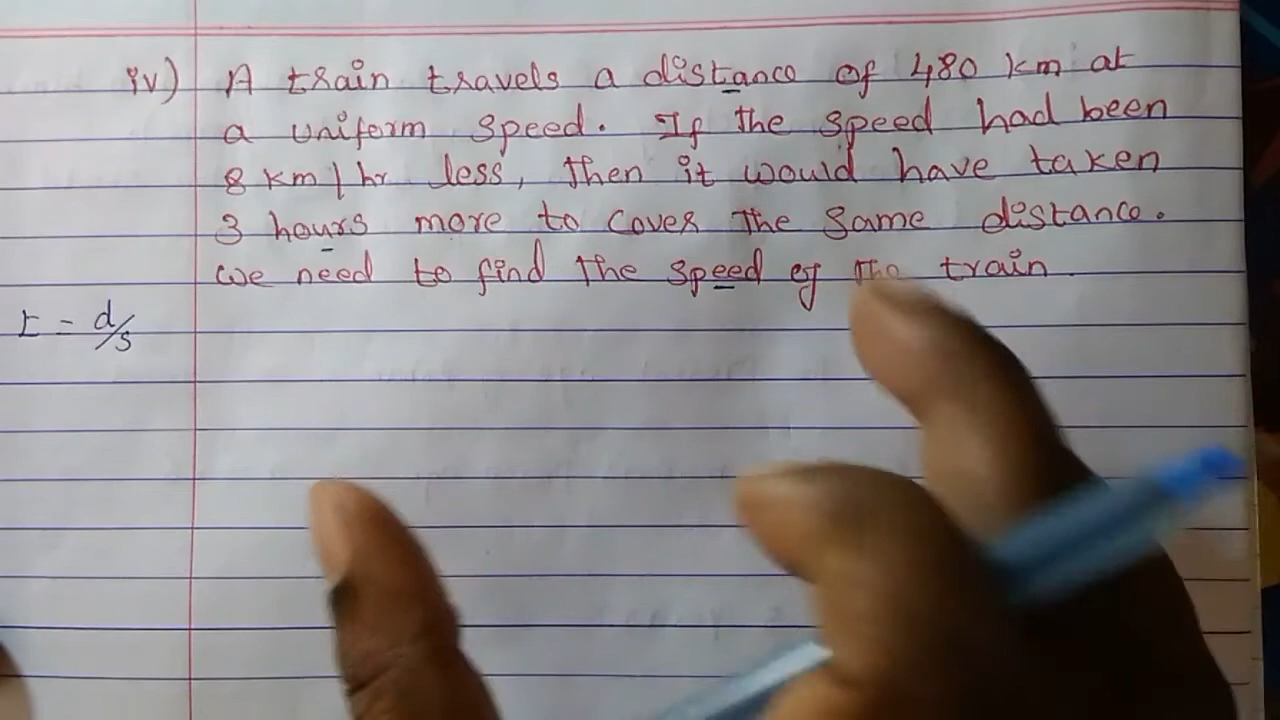 iv) A train travels a distance of 480 km at
a uniform speed. If the speed had been
8 km/hr less, then it would have taken
3 hours more to cover the same distance.
we need to find the speed of the train
t = d/s